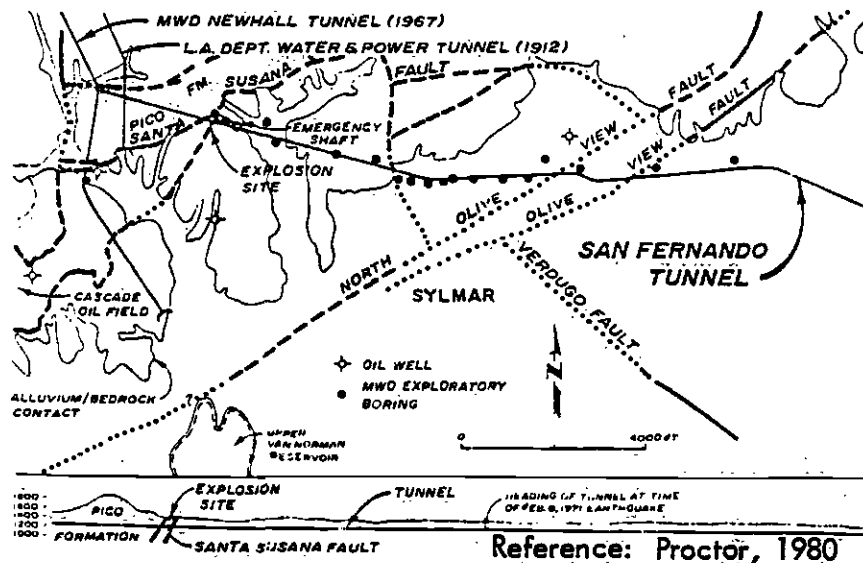 MWD NEWHALL TUNNEL (1967)
L.A. DEPT. WATER & POWER TUNNEL (1912)
FM.
SUSANA
FAULT
FAULT
FAULT
PICO
SANTA
EMERGENCY
SHAFT
EXPLOSION
SITE
VIEW
VIEW
OLIVE
OLIVE
NORTH
SAN FERNANDO
TUNNEL
SYLMAR
VERDUGO FAULT
CASCADE
OIL FIELD
OIL WELL
MWD EXPLORATORY
BORING
N
ALLUVIUM/BEDROCK
CONTACT
?
UPPER
VAN NORMAN
RESERVOIR
0 4000 FT
1800
1600
1400
1200
1000
PICO
FORMATION
EXPLOSION
SITE
TUNNEL
HEADING OF TUNNEL AT TIME
OF FEB. 9, 1971 EARTHQUAKE
SANTA SUSANA FAULT
Reference: Proctor, 1980